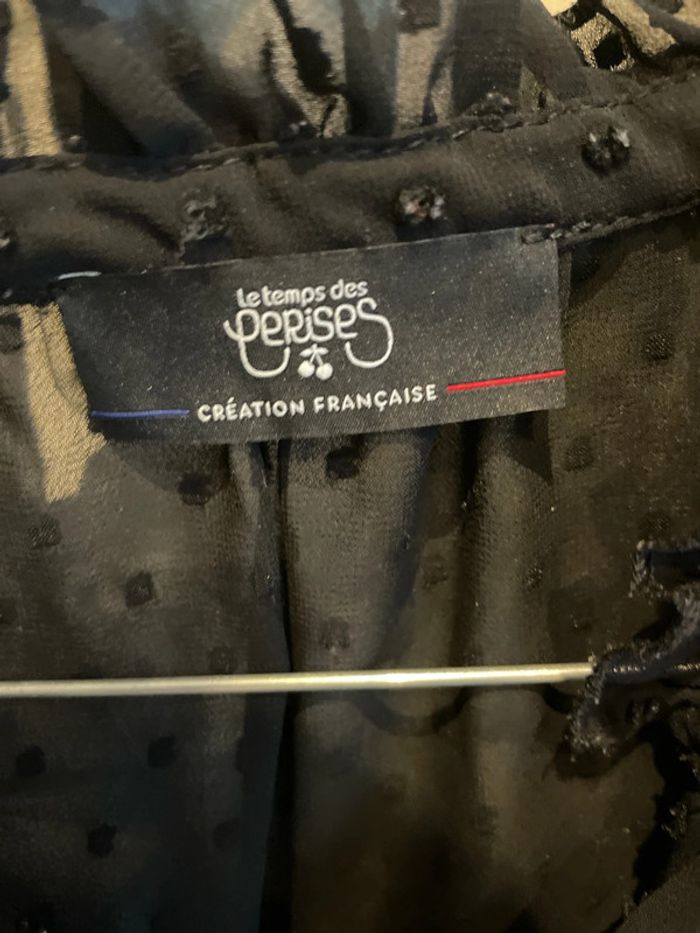 Le temps des
CERISES
CRÉATION FRANÇAISE